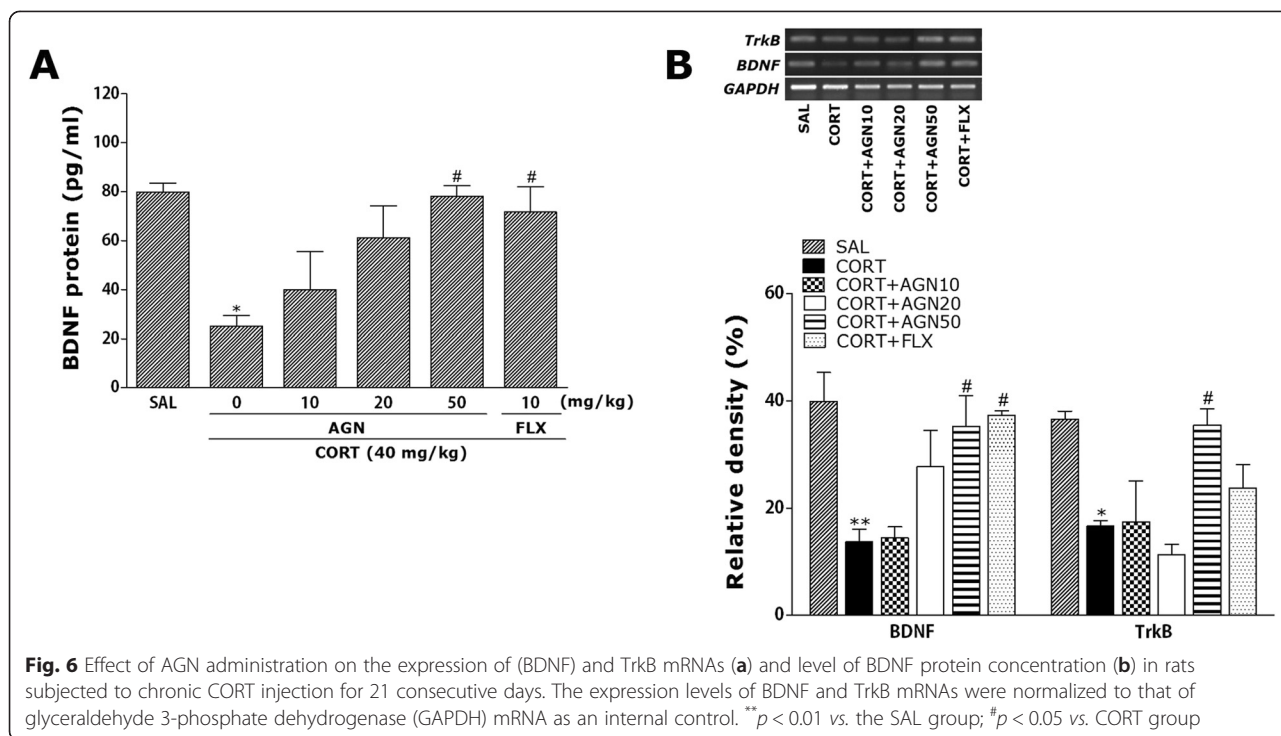 A
BDNF protein (pg/ml)
120
100
80
60
40
20
0
*
#
#
SAL
0
10
20
50
10
(mg/kg)
AGN
FLX
CORT (40 mg/kg)
B
TrkB
BDNF
GAPDH
SAL
CORT
CORT+AGN10
CORT+AGN20
CORT+AGN50
CORT+FLX
SAL
CORT
CORT+AGN10
CORT+AGN20
CORT+AGN50
CORT+FLX
Relative density (%)
60
40
20
0
**
#
#
*
#
BDNF
TrkB
Fig. 6 Effect of AGN administration on the expression of (BDNF) and TrkB mRNAs (a) and level of BDNF protein concentration (b) in rats
subjected to chronic CORT injection for 21 consecutive days. The expression levels of BDNF and TrkB mRNAs were normalized to that of
glyceraldehyde 3-phosphate dehydrogenase (GAPDH) mRNA as an internal control. **p < 0.01 vs. the SAL group; #p < 0.05 vs. CORT group